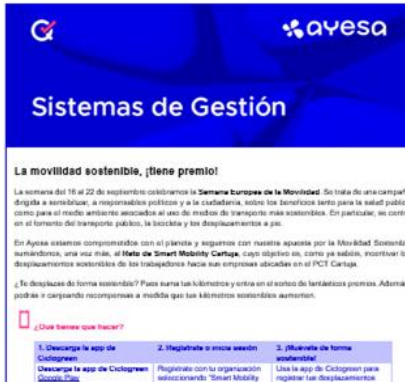 ayesa
Sistemas de Gestión
La movilidad sostenible, ¡tiene premio!
La semana del 16 al 22 de septiembre celebramos la Semana Europea de la Movilidad. Se trata de una campañ
dirigida a sensibilizar, a responsables políticos y a la ciudadanía, sobre los beneficios tanto para la salud públic
como para el medio ambiente asociados al uso de medios de transporte más sostenibles. En particular, se cent
en el fomento del transporte público, la bicicleta y los desplazamientos a pie.
En Ayesa estamos comprometidos con el planeta y seguimos con nuestra apuesta por la Movilidad Sostenib
sumándonos, una vez más, al Reto de Smart Mobility Cartuja, cuyo objetivo es, como ya sabéis, incentivar lo
desplazamientos sostenibles de los trabajadores hacia sus empresas ubicadas en el PCT Cartuja.
¿Te desplazas de forma sostenible? Pues suma tus kilómetros y entra en el sorteo de fantásticos premios. Ademá
podrás ir canjeando recompensas a medida que tus kilómetros sostenibles aumenten.
¿Qué tienes que hacer?
1. Descarga la app de Ciclogreen
2. Regístrate o inicia sesión
3. ¡Muévete de forma sostenible!
Descarga la app de Ciclogreen
Google Play
Regístrate con tu organización
seleccionando "Smart Mobility
Usa la app de Ciclogreen para
registrar tus desplazamientos